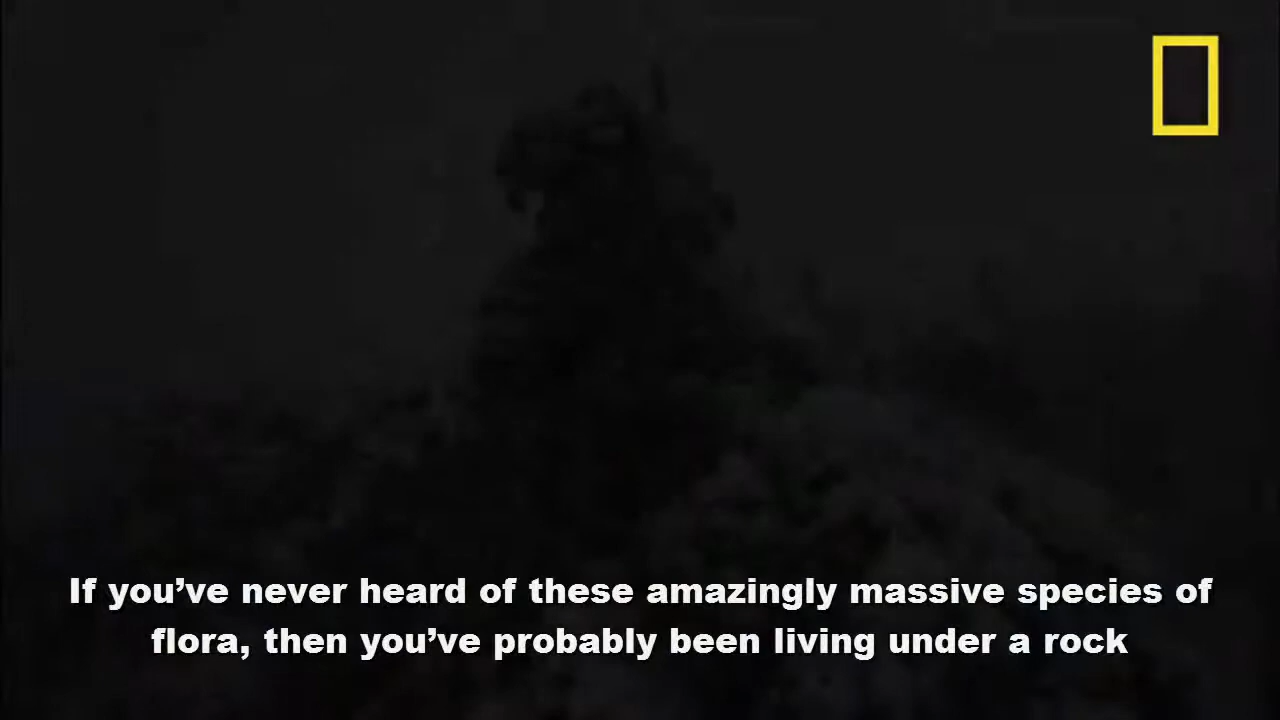 If you’ve never heard of these amazingly massive species of
flora, then you’ve probably been living under a rock